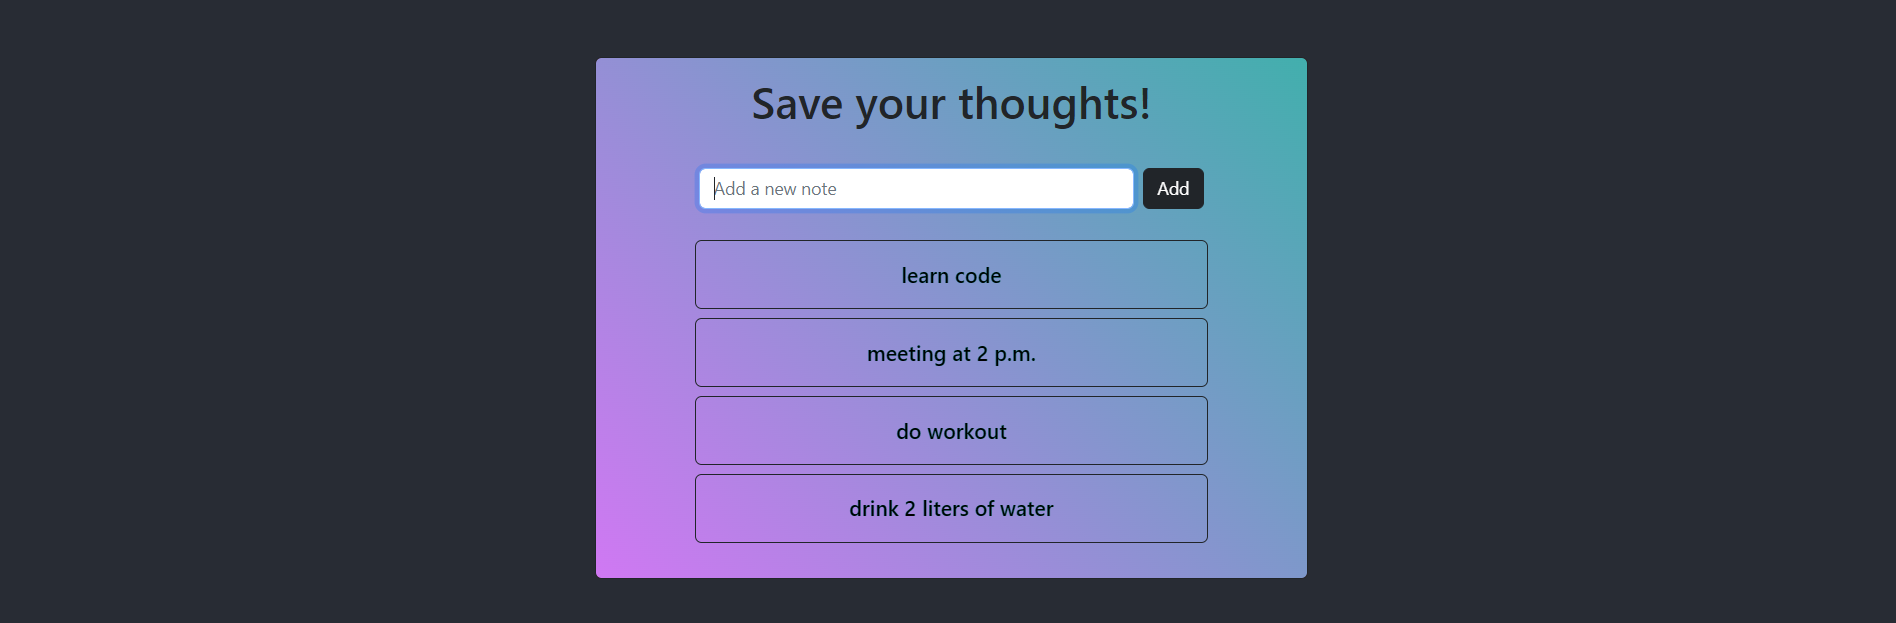 Save your thoughts!
Add a new note
Add
learn code
meeting at 2 p.m.
do workout
drink 2 liters of water